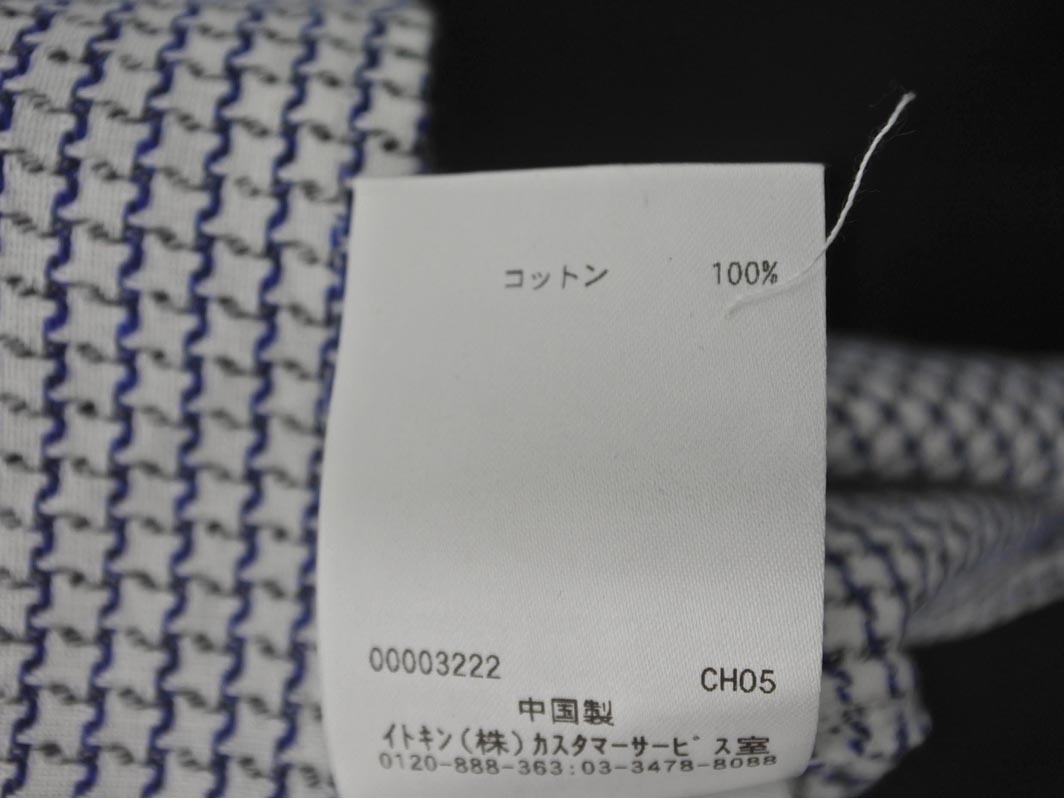 コットン 100%
00003222 CH05
中国製
イトキン(株)カスタマーサービス室
0120-888-363:03-3478-8088